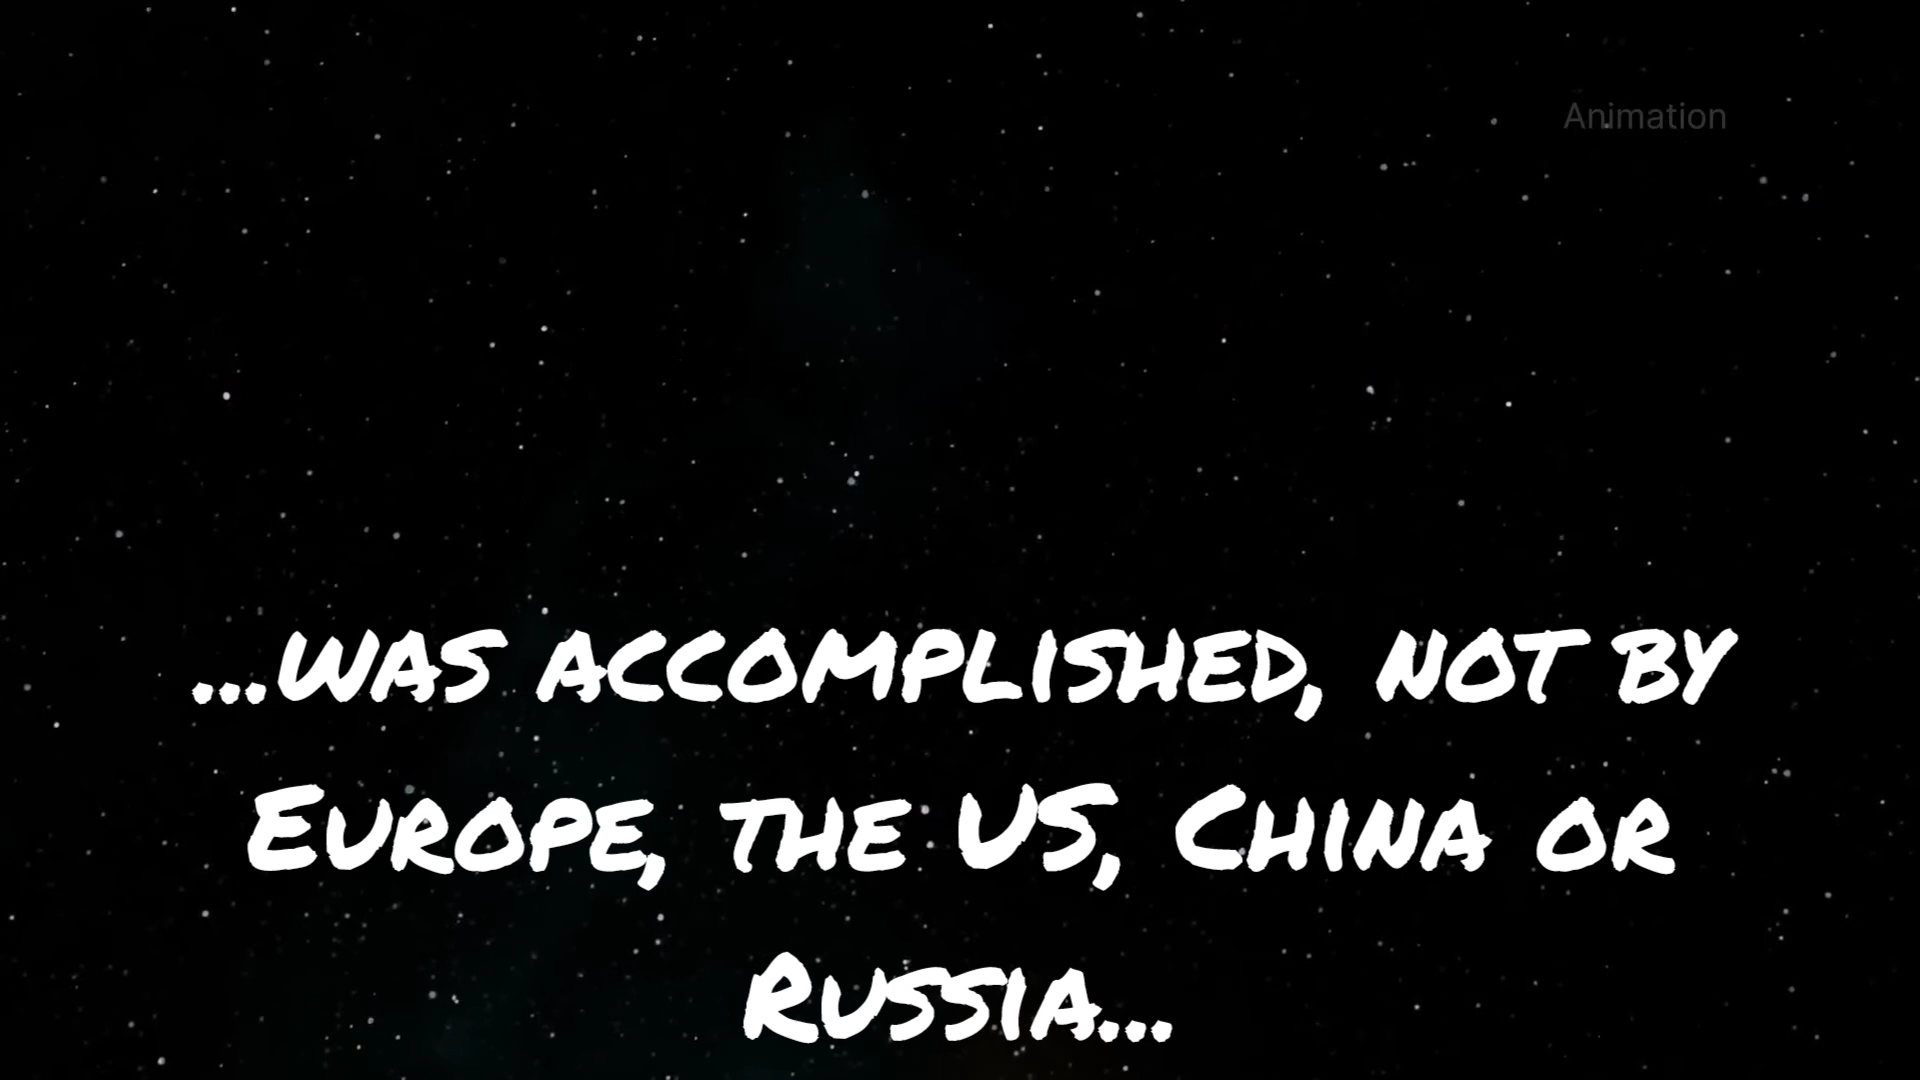 Animation
...was accomplished, not by
Europe, the US, China or
Russia...